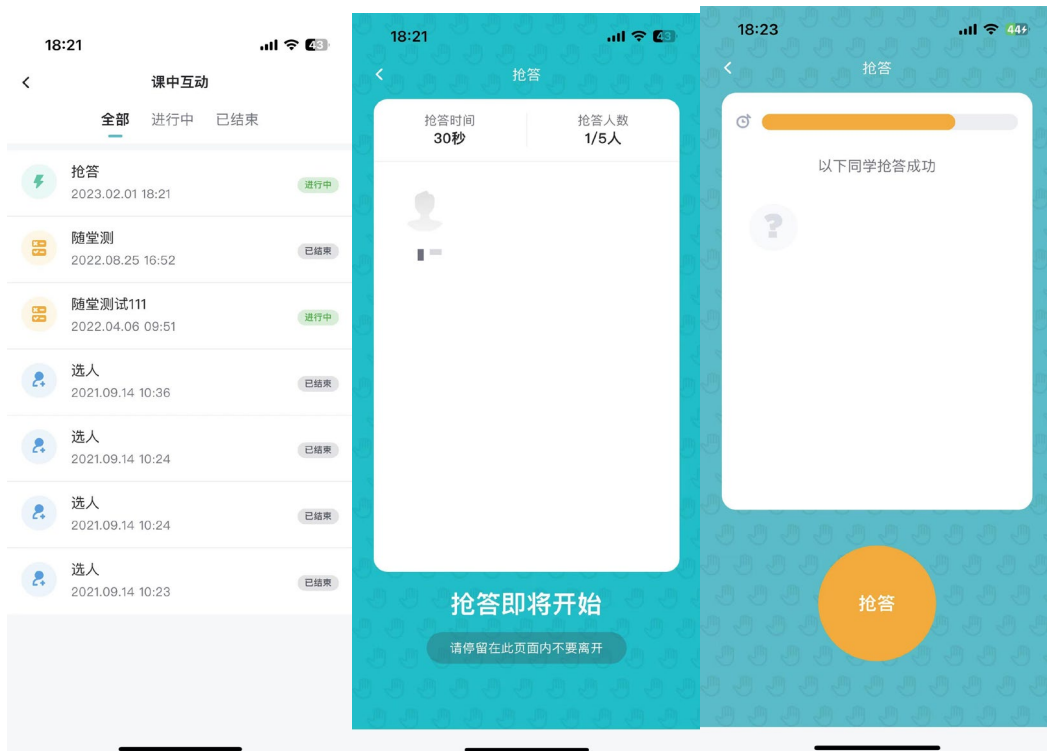 18:21
43
课中互动
全部 进行中 已结束
抢答
2023.02.01 18:21
进行中
随堂测
2022.08.25 16:52
已结束
随堂测试111
2022.04.06 09:51
进行中
选人
2021.09.14 10:36
已结束
选人
2021.09.14 10:24
已结束
选人
2021.09.14 10:24
已结束
选人
2021.09.14 10:23
已结束
18:21
43
抢答
抢答时间
30秒
抢答人数
1/5人
抢答即将开始
请停留在此页面内不要离开
18:23
44
抢答
以下同学抢答成功
?
抢答